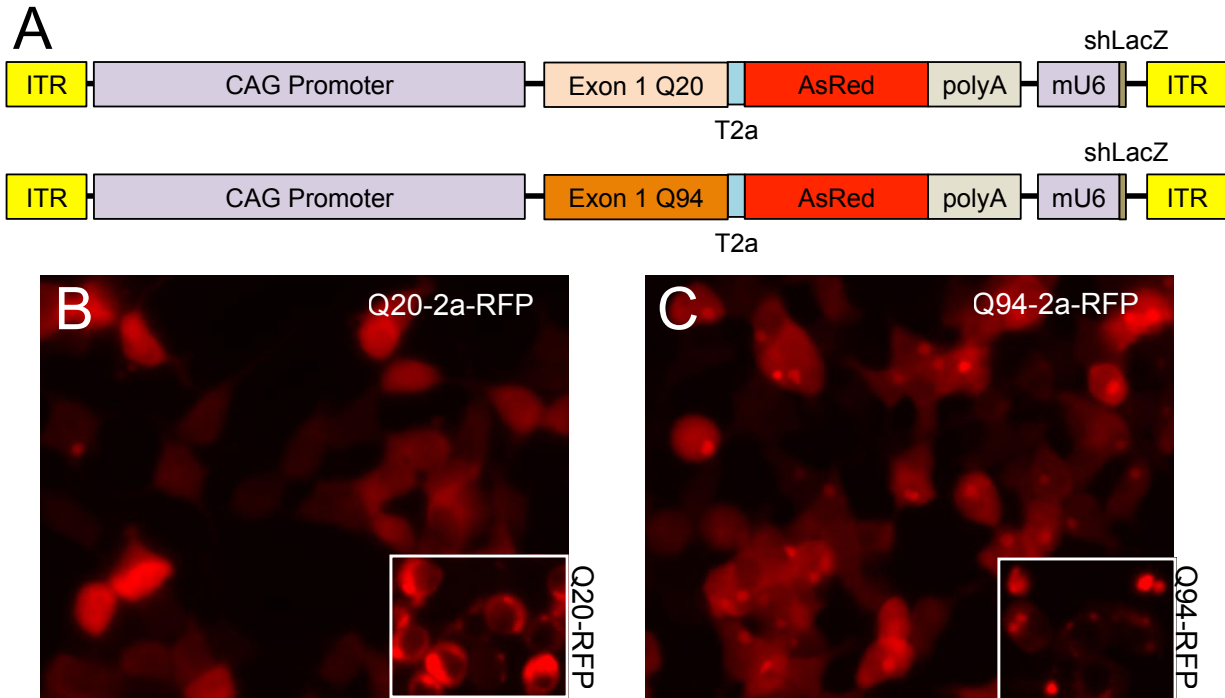 A
shLacZ
ITR CAG Promoter Exon 1 Q20 AsRed polyA mU6 ITR
T2a
shLacZ
ITR CAG Promoter Exon 1 Q94 AsRed polyA mU6 ITR
T2a
B Q20-2a-RFP
Q20-RFP
C Q94-2a-RFP
Q94-RFP